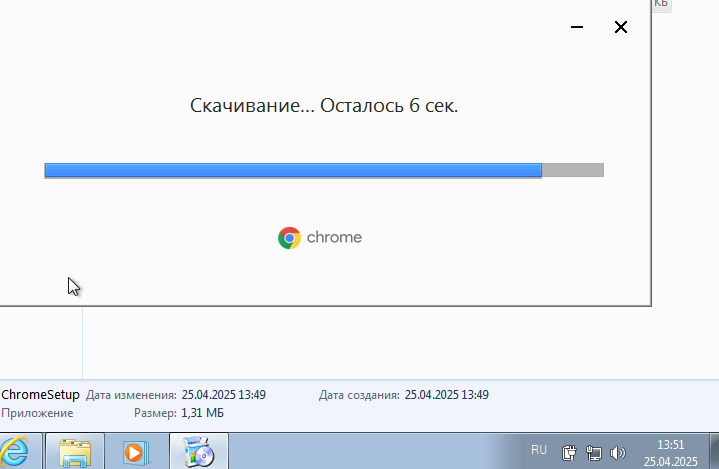 КБ
Скачивание... Осталось 6 сек.
chrome
ChromeSetup Дата изменения: 25.04.2025 13:49 Дата создания: 25.04.2025 13:49
Приложение Размер: 1,31 МБ
RU 13:51
25.04.2025